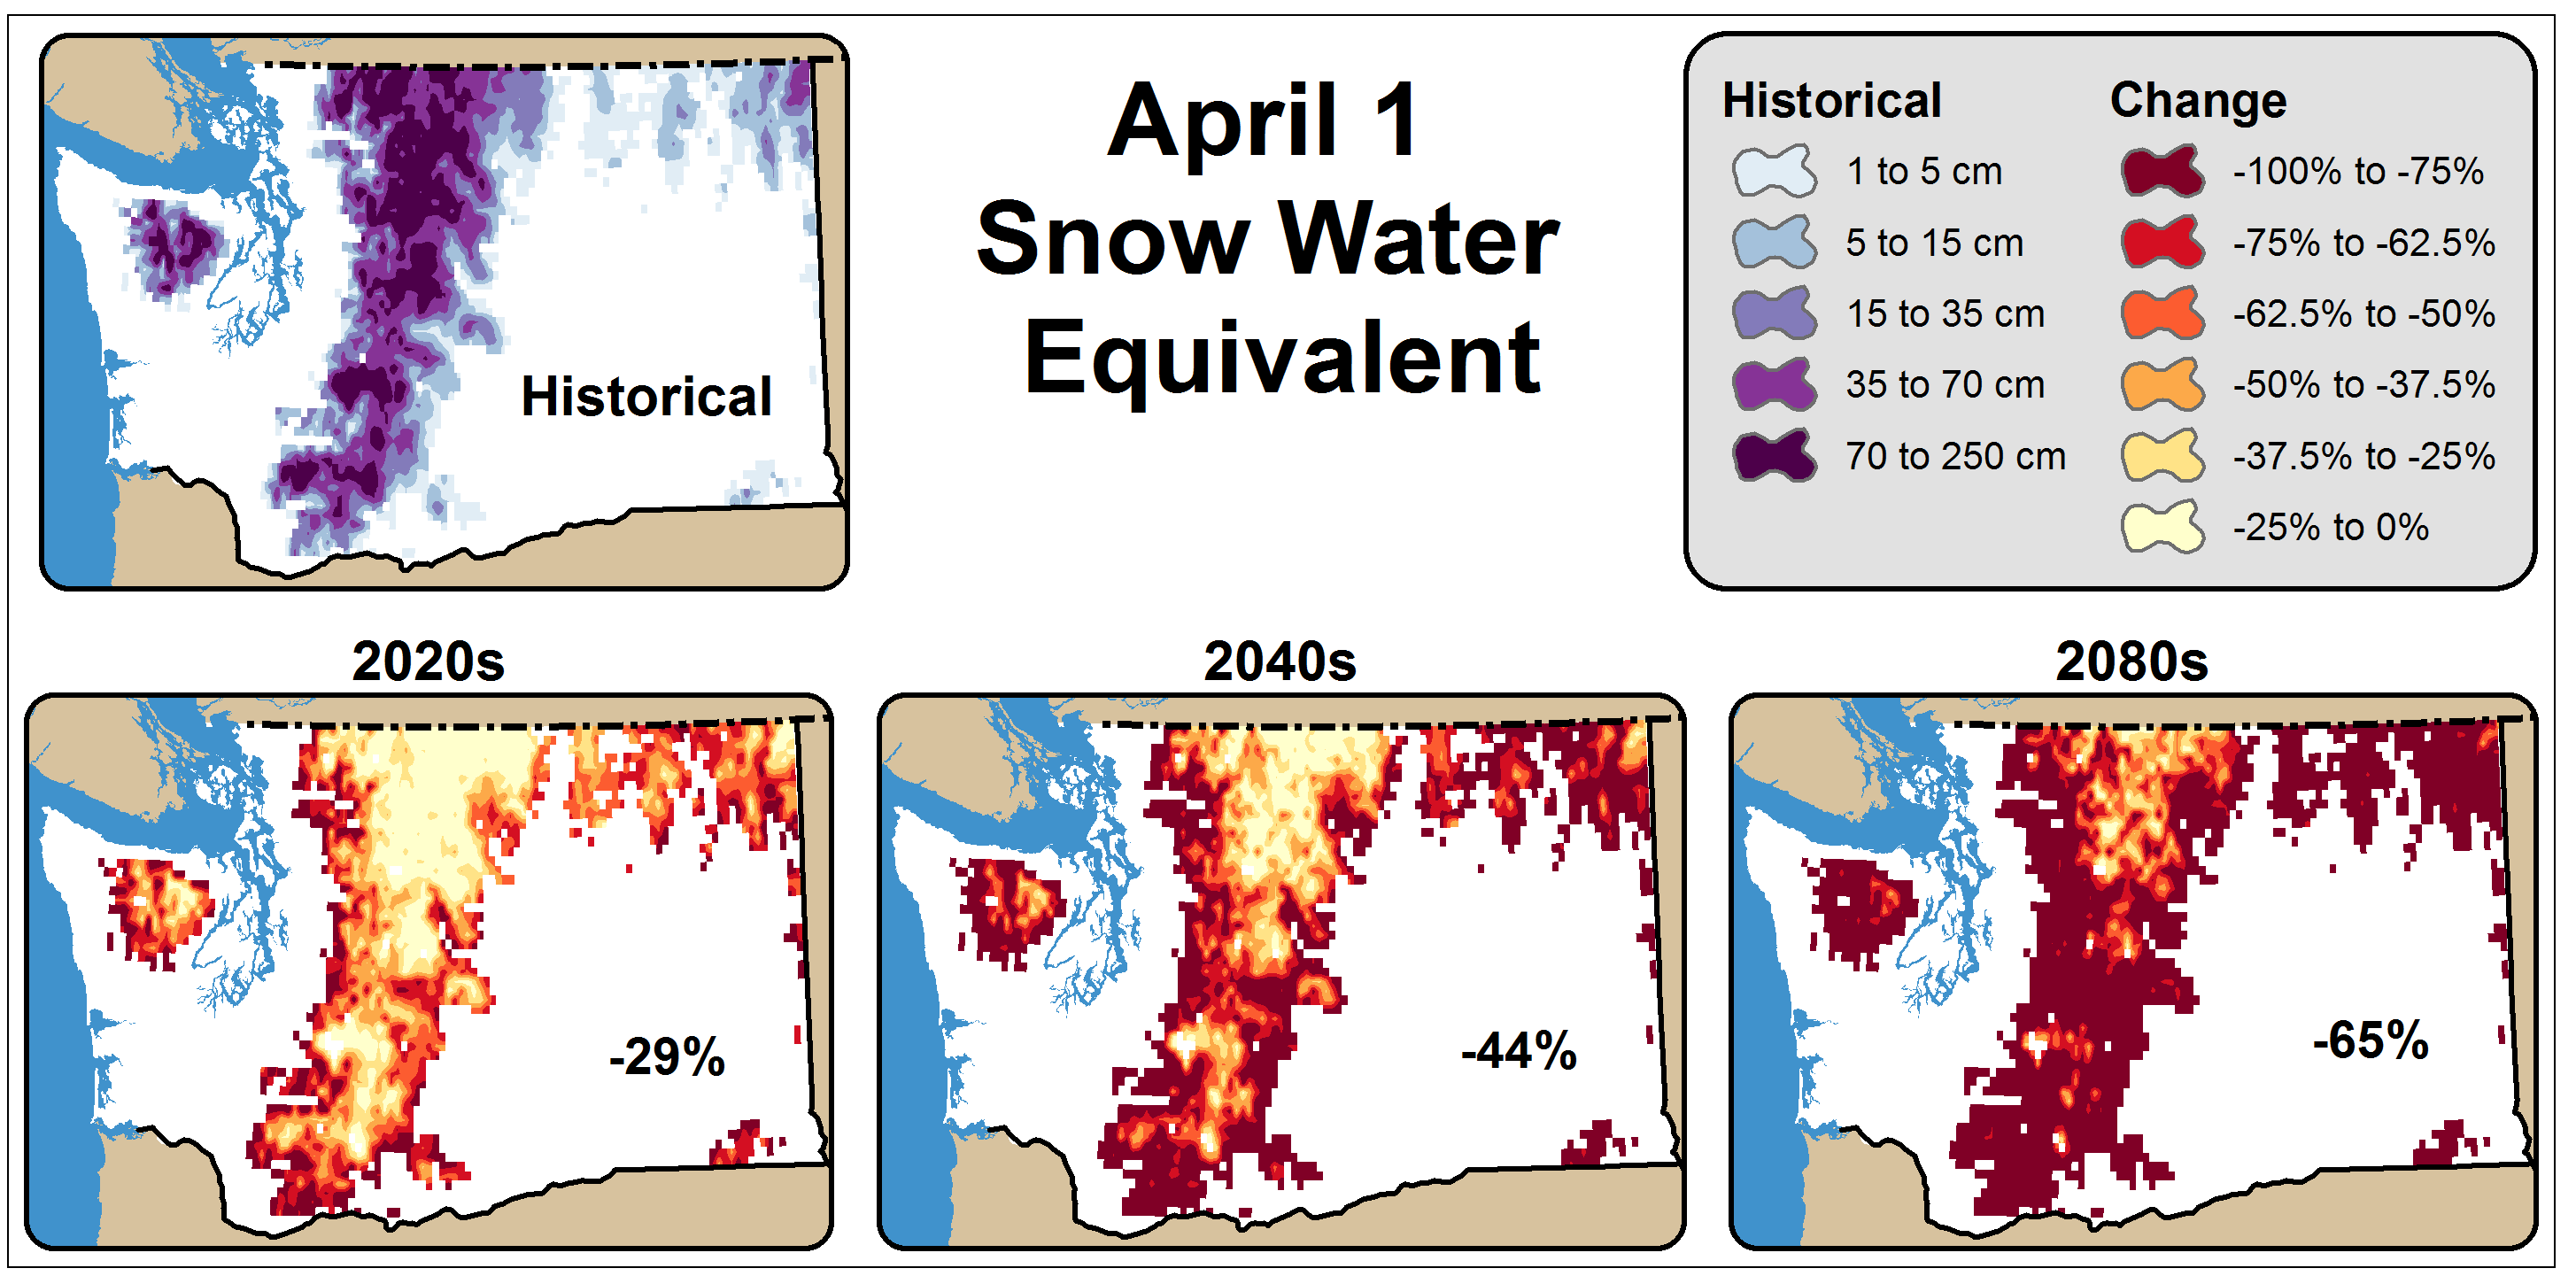 April 1
Snow Water
Equivalent
Historical
Historical
1 to 5 cm
5 to 15 cm
15 to 35 cm
35 to 70 cm
70 to 250 cm
Change
-100% to -75%
-75% to -62.5%
-62.5% to -50%
-50% to -37.5%
-37.5% to -25%
-25% to 0%
2020s
-29%
2040s
-44%
2080s
-65%